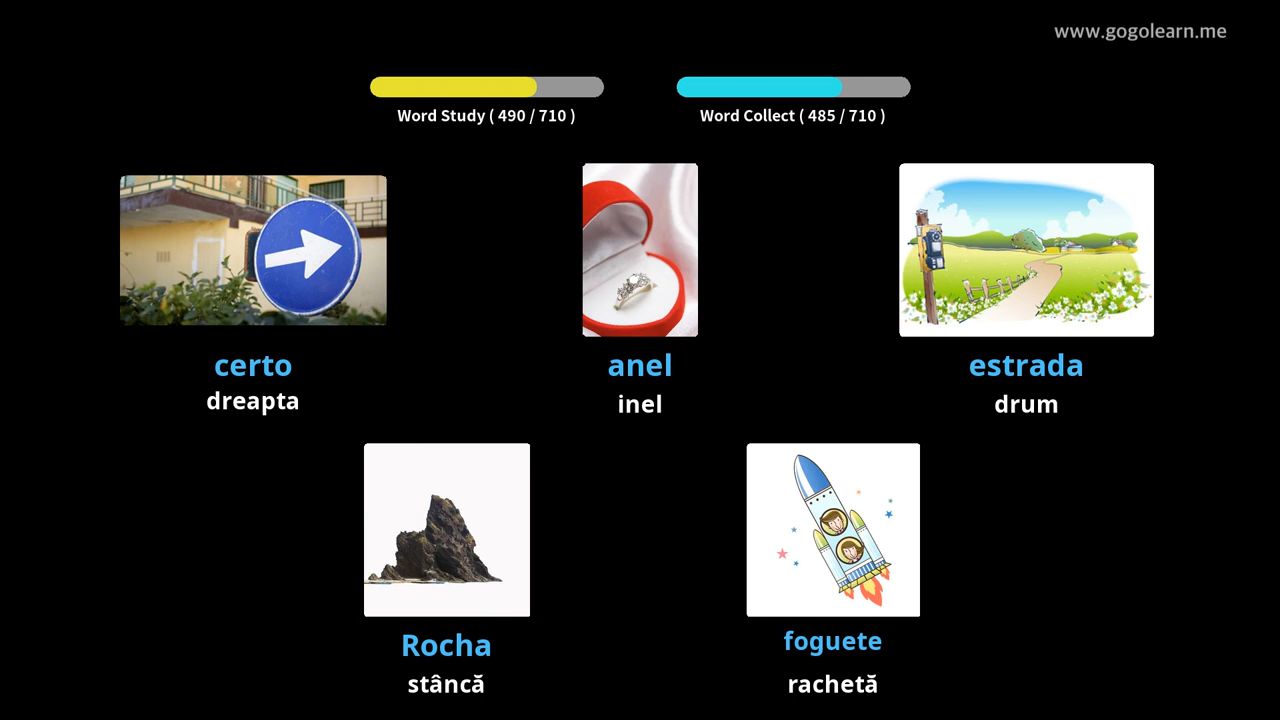 www.gogolearn.me
Word Study ( 490 / 710 )
Word Collect ( 485 / 710 )
certo
dreapta
anel
inel
estrada
drum
Rocha
stâncă
foguete
rachetă